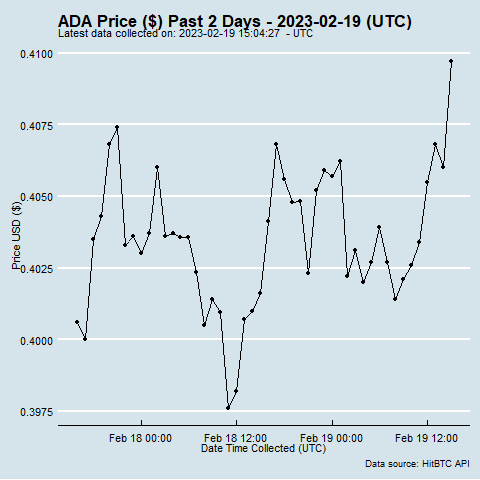 ADA Price ($) Past 2 Days - 2023-02-19 (UTC)
Latest data collected on: 2023-02-19 15:04:27 - UTC
0.4100
0.4075
0.4050
0.4025
0.4000
0.3975
Price USD ($)
Feb 18 00:00
Feb 18 12:00
Feb 19 00:00
Feb 19 12:00
Date Time Collected (UTC)
Data source: HitBTC API